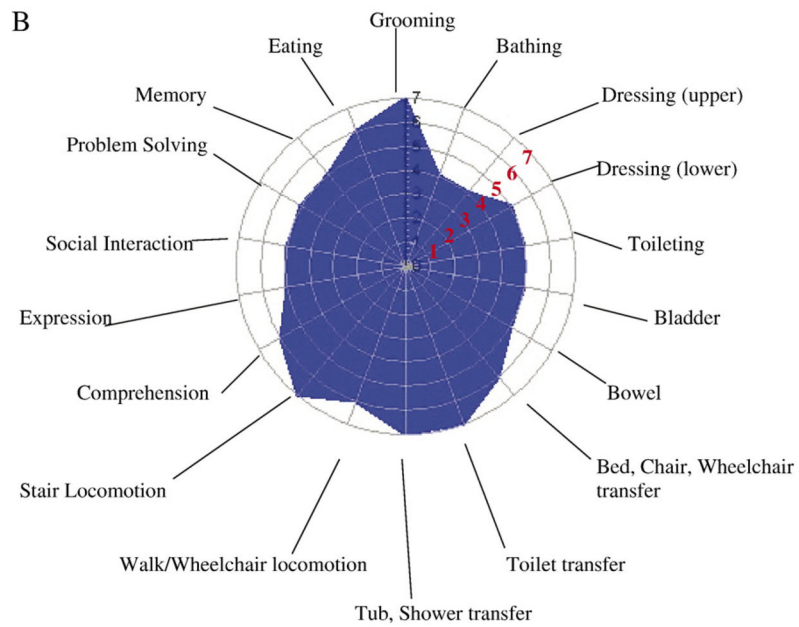 B
Grooming
Eating
Bathing
Memory
Dressing (upper)
Problem Solving
Dressing (lower)
Social Interaction
Toileting
Expression
Bladder
Comprehension
Bowel
Stair Locomotion
Bed, Chair, Wheelchair
transfer
Walk/Wheelchair locomotion
Toilet transfer
Tub, Shower transfer
7
7
6
5
4
3
2
1